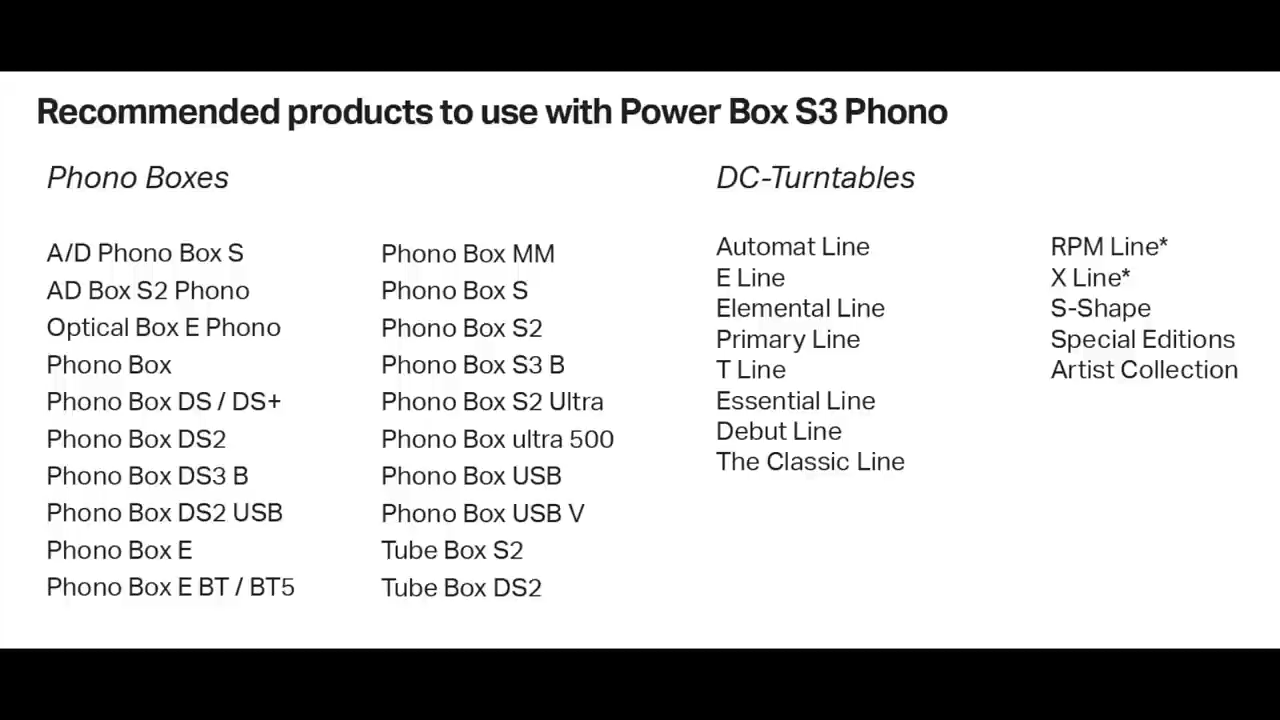 Recommended products to use with Power Box S3 Phono
Phono Boxes
A/D Phono Box S
AD Box S2 Phono
Optical Box E Phono
Phono Box
Phono Box DS / DS+
Phono Box DS2
Phono Box DS3 B
Phono Box DS2 USB
Phono Box E
Phono Box E BT / BT5
Phono Box MM
Phono Box S
Phono Box S2
Phono Box S3 B
Phono Box S2 Ultra
Phono Box ultra 500
Phono Box USB
Phono Box USB V
Tube Box S2
Tube Box DS2
DC-Turntables
Automat Line
E Line
Elemental Line
Primary Line
T Line
Essential Line
Debut Line
The Classic Line
RPM Line*
X Line*
S-Shape
Special Editions
Artist Collection